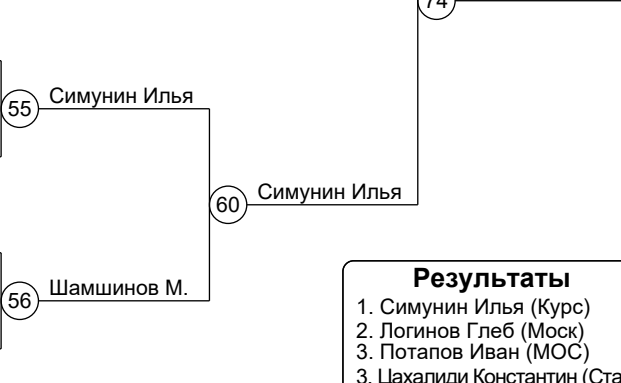 74
Симунин Илья
55
Симунин Илья
60
Шамшинов М.
56
Результаты
1. Симунин Илья (Курс)
2. Логинов Глеб (Моск)
3. Потапов Иван (МОС)
3. Цахалиди Константин (Ста